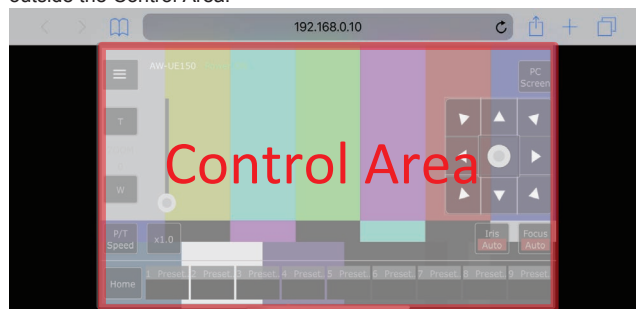 outside the Control Area.
192.168.0.10
AW-UE150
PC
Screen
T
Control Area
W
P/T
Speed
x1.0
Iris
Auto
Focus
Auto
Home
1 Preset. 2 Preset. 3 Preset. 4 Preset. 5 Preset. 6 Preset. 7 Preset. 8 Preset. 9 Preset.